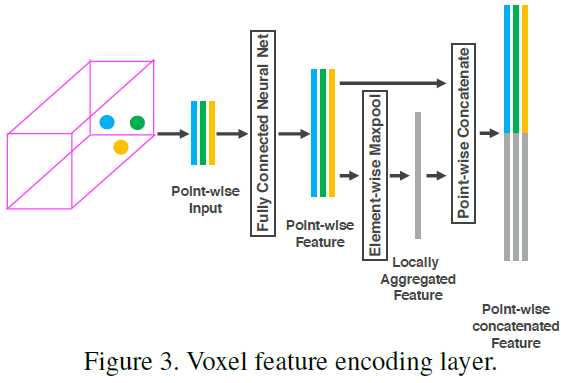 Point-wise
Input
Fully Connected Neural Net
Point-wise
Feature
Element-wise Maxpool
Locally
Aggregated
Feature
Point-wise Concatenate
Point-wise
concatenated
Feature
Figure 3. Voxel feature encoding layer.